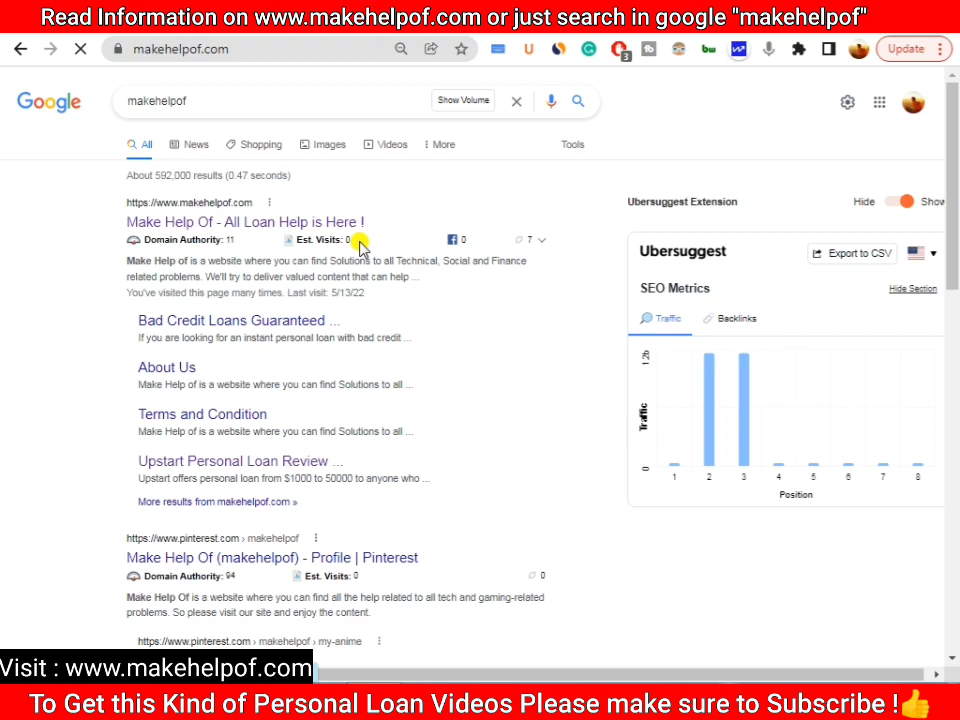 Read Information on www.makehelpof.com or just search in google "makehelpof"
makehelpof.com
U
3
bw
Update
Google
makehelpof
Show Volume
All
News
Shopping
Images
Videos
More
Tools
About 592,000 results (0.47 seconds)
https://www.makehelpof.com
Make Help Of - All Loan Help is Here !
Domain Authority: 11
Est. Visits: 0
0
7
Make Help of is a website where you can find Solutions to all Technical, Social and Finance
related problems. We'll try to deliver valued content that can help ...
You've visited this page many times. Last visit: 5/13/22
Bad Credit Loans Guaranteed ...
If you are looking for an instant personal loan with bad credit ...
About Us
Make Help of is a website where you can find Solutions to all ...
Terms and Condition
Make Help of is a website where you can find Solutions to all ...
Upstart Personal Loan Review ...
Upstart offers personal loan from $1000 to 50000 to anyone who ...
More results from makehelpof.com »
https://www.pinterest.com › makehelpof
Make Help Of (makehelpof) - Profile | Pinterest
Domain Authority: 94
Est. Visits: 0
0
Make Help Of is a website where you can find all the help related to all tech and gaming-related
problems. So please visit our site and enjoy the content.
https://www.pinterest.com › makehelpof › my-anime
Ubersuggest Extension
Hide
Show
Ubersuggest
Export to CSV
SEO Metrics
Hide Section
Traffic
Backlinks
1.2b
Traffic
0
1 2 3 4 5 6 7 8
Position
Visit : www.makehelpof.com
To Get this Kind of Personal Loan Videos Please make sure to Subscribe !👍